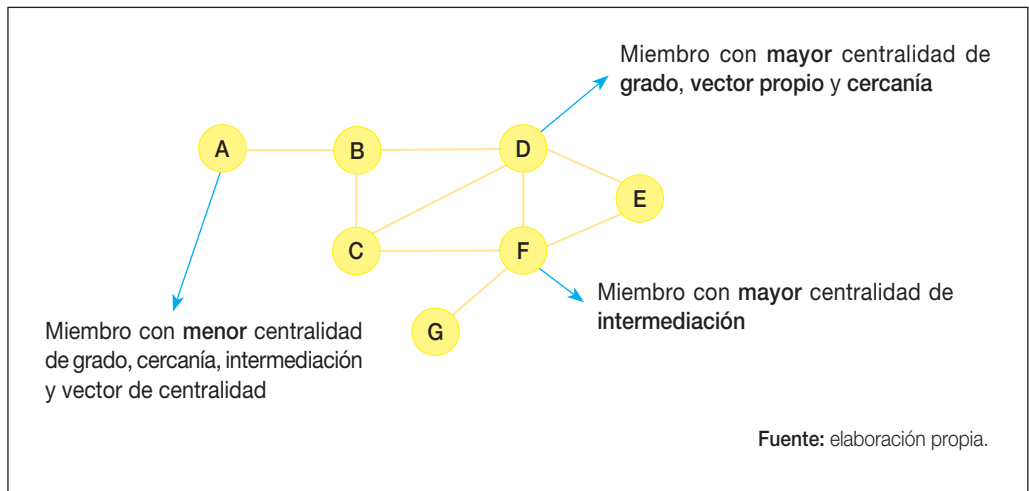 Miembro con mayor centralidad de
grado, vector propio y cercanía
A
B
D
E
C
F
G
Miembro con mayor centralidad de
intermediación
Miembro con menor centralidad
de grado, cercanía, intermediación
y vector de centralidad
Fuente: elaboración propia.